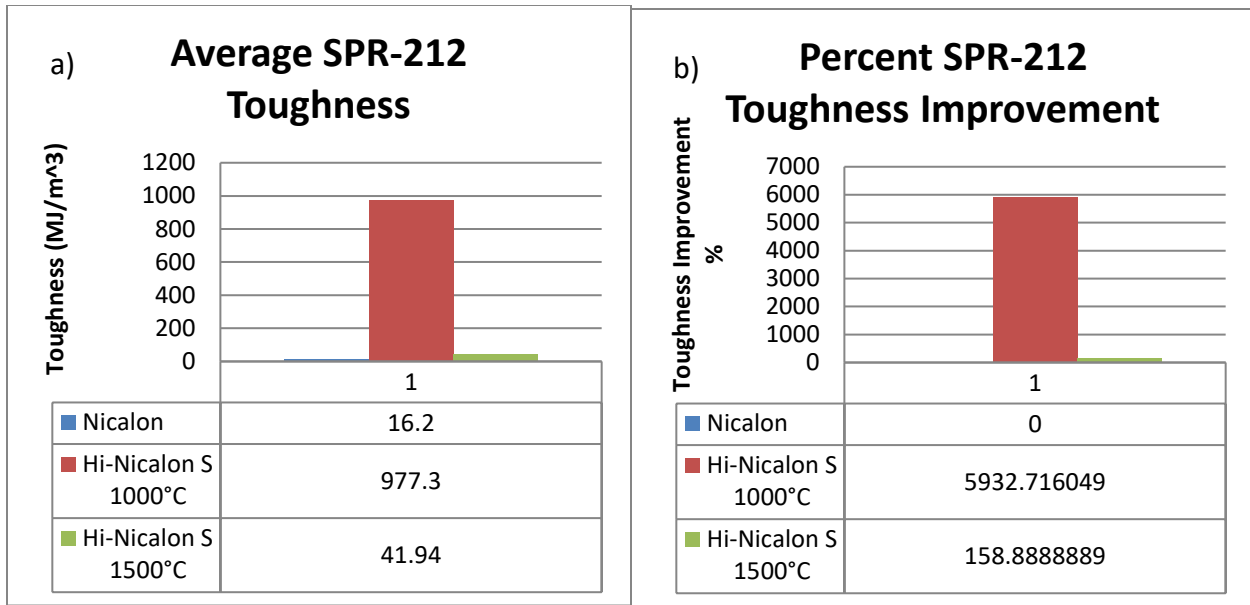 a)
Average SPR-212
Toughness
Toughness (MJ/m^3)
1200
1000
800
600
400
200
0
1
Nicalon 16.2
Hi-Nicalon S
1000°C 977.3
Hi-Nicalon S
1500°C 41.94
b)
Percent SPR-212
Toughness Improvement
Toughness Improvement
%
7000
6000
5000
4000
3000
2000
1000
0
1
Nicalon 0
Hi-Nicalon S
1000°C 5932.716049
Hi-Nicalon S
1500°C 158.8888889